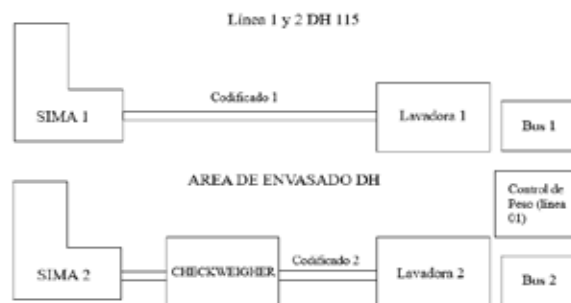 Línea 1 y 2 DH 115
Codificado 1
SIMA 1
Lavadora 1
Bus 1
AREA DE ENVASADO DH
Control de
Peso (línea
01)
Codificado 2
SIMA 2
CHECKWEIGHER
Lavadora 2
Bus 2